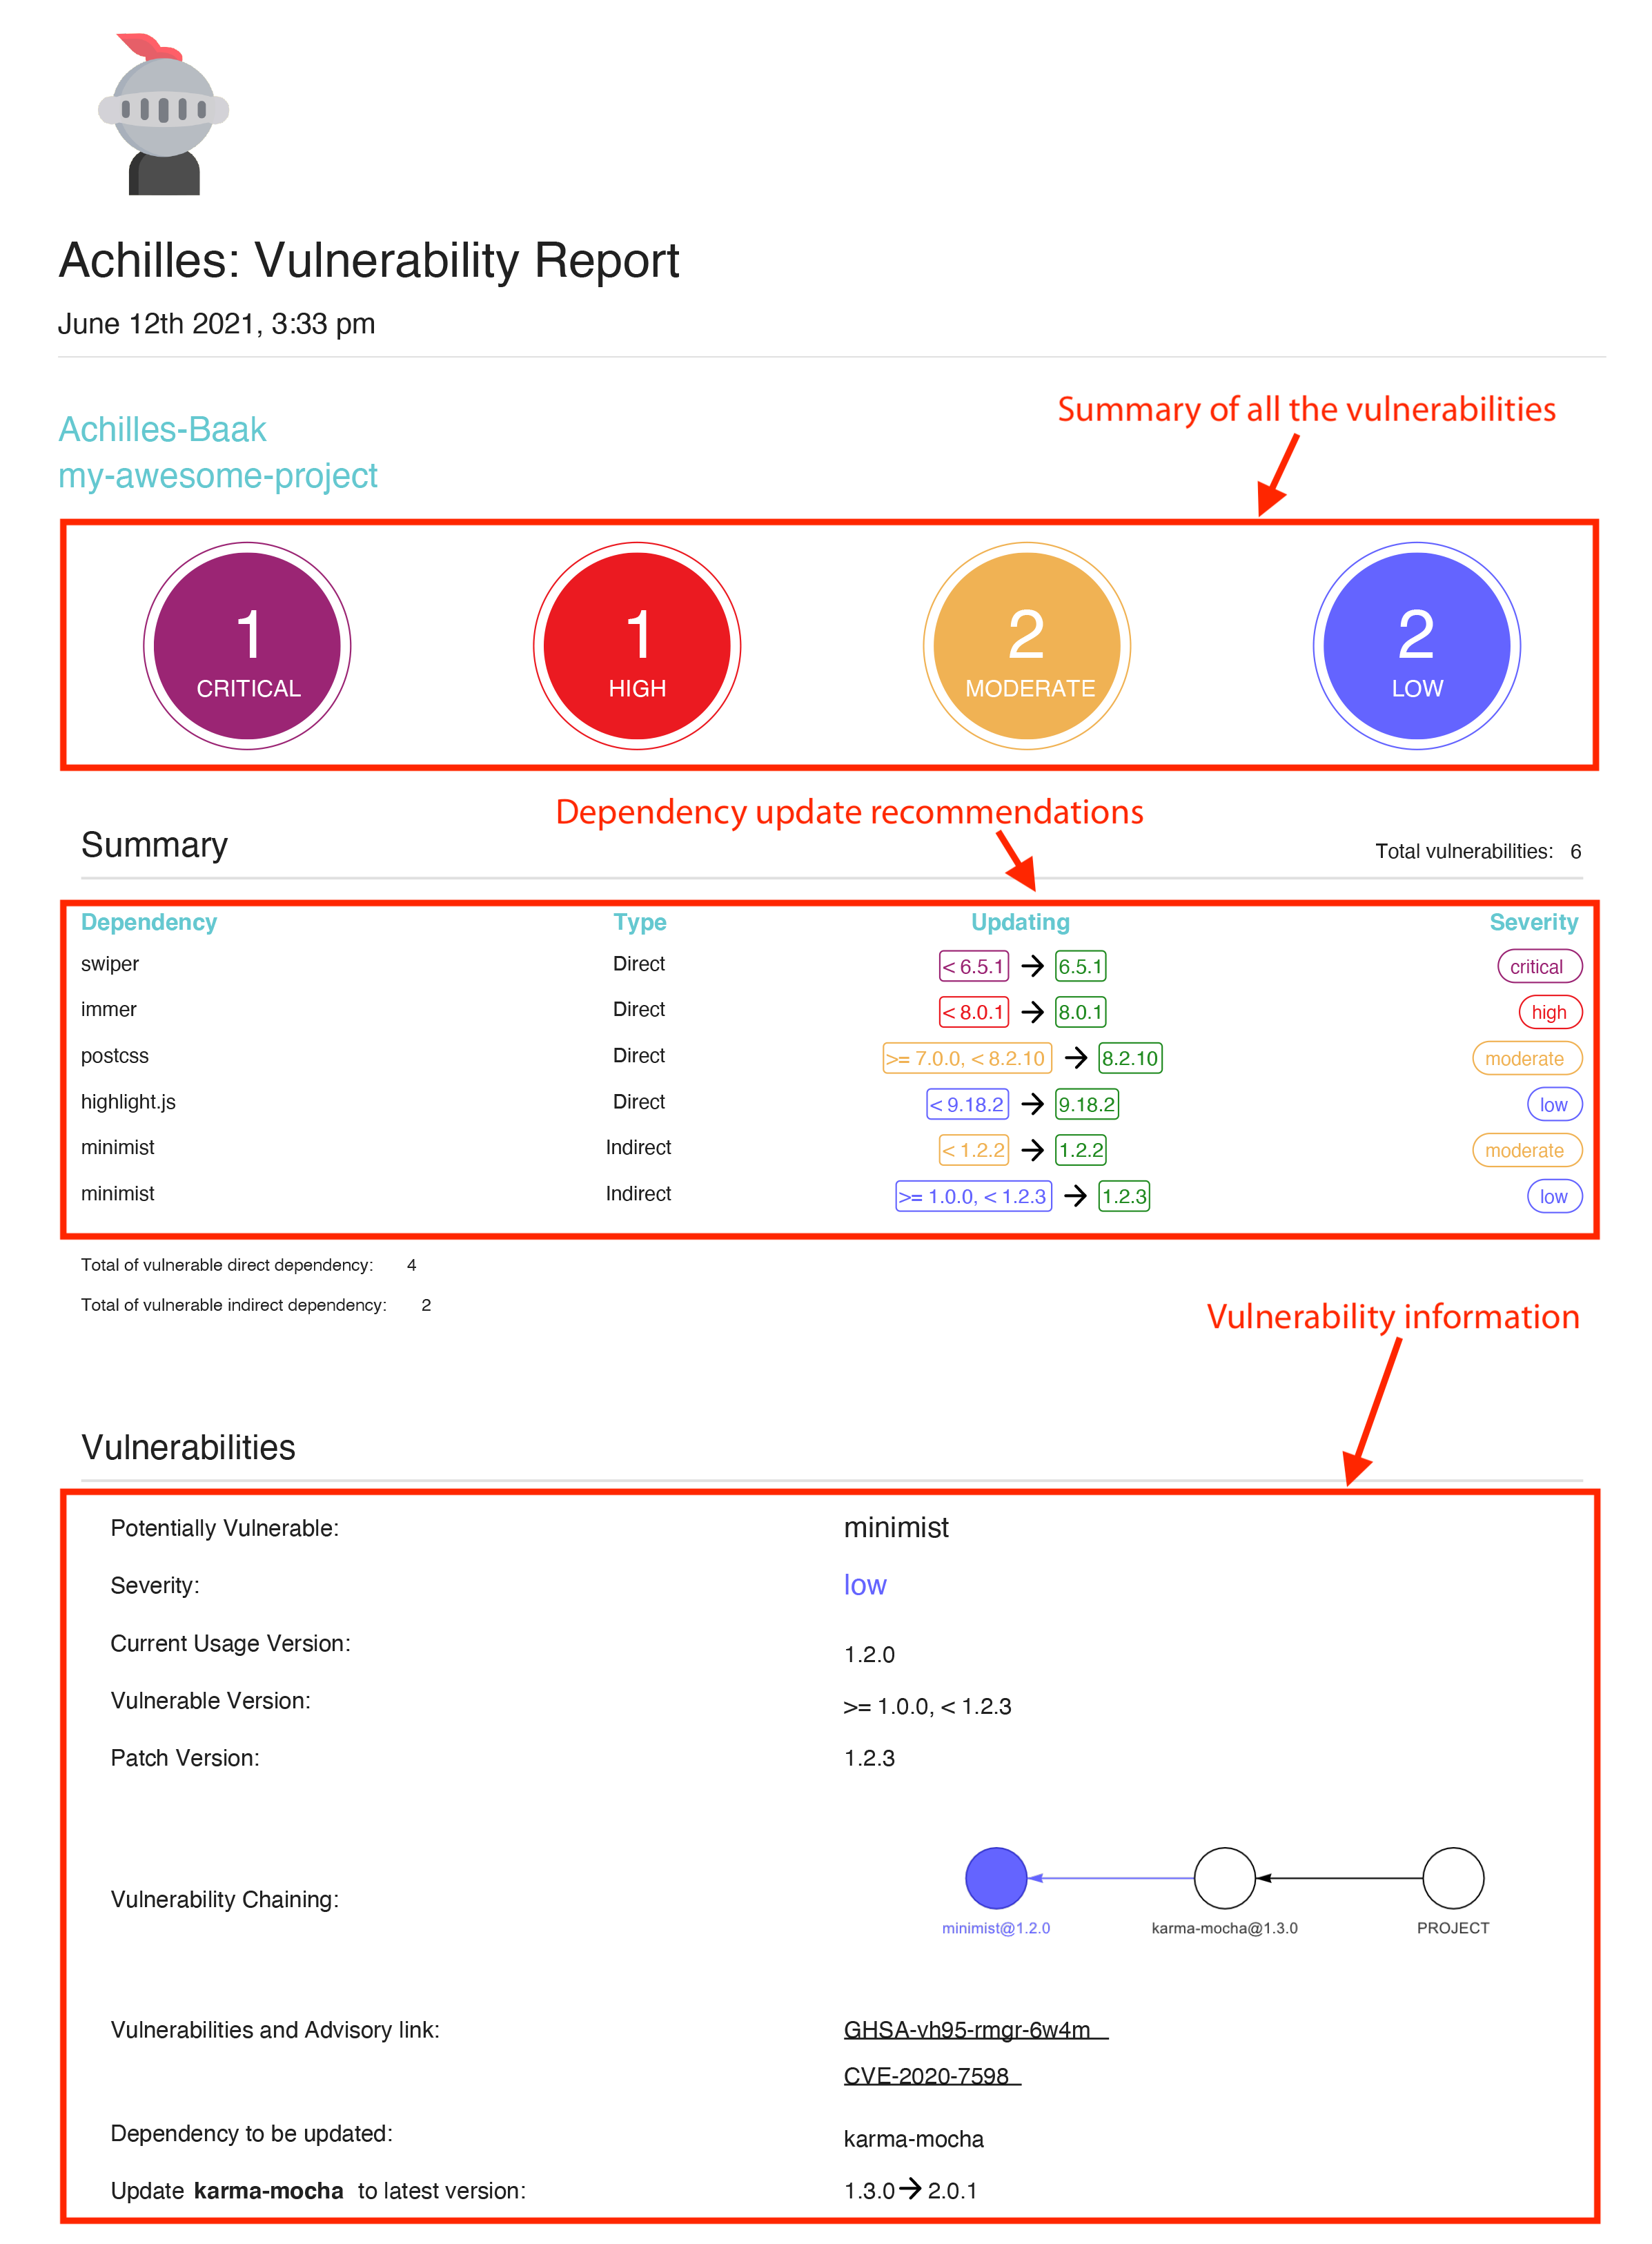 Achilles: Vulnerability Report
June 12th 2021, 3:33 pm
Summary of all the vulnerabilities
Achilles-Baak
my-awesome-project
1 1 2 2
CRITICAL HIGH MODERATE LOW
Dependency update recommendations
Summary Total vulnerabilities: 6
Dependency Type Updating Severity
swiper Direct < 6.5.1 → 6.5.1 critical
immer Direct < 8.0.1 → 8.0.1 high
postcss Direct >= 7.0.0, < 8.2.10 → 8.2.10 moderate
highlight.js Direct < 9.18.2 → 9.18.2 low
minimist Indirect < 1.2.2 → 1.2.2 moderate
minimist Indirect >= 1.0.0, < 1.2.3 → 1.2.3 low
Total of vulnerable direct dependency: 4
Total of vulnerable indirect dependency: 2
Vulnerability information
Vulnerabilities
Potentially Vulnerable: minimist
Severity: low
Current Usage Version: 1.2.0
Vulnerable Version: >= 1.0.0, < 1.2.3
Patch Version: 1.2.3
Vulnerability Chaining:
minimist@1.2.0 karma-mocha@1.3.0 PROJECT
Vulnerabilities and Advisory link: GHSA-vh95-rmgr-6w4m
CVE-2020-7598
Dependency to be updated: karma-mocha
Update karma-mocha to latest version: 1.3.0 → 2.0.1